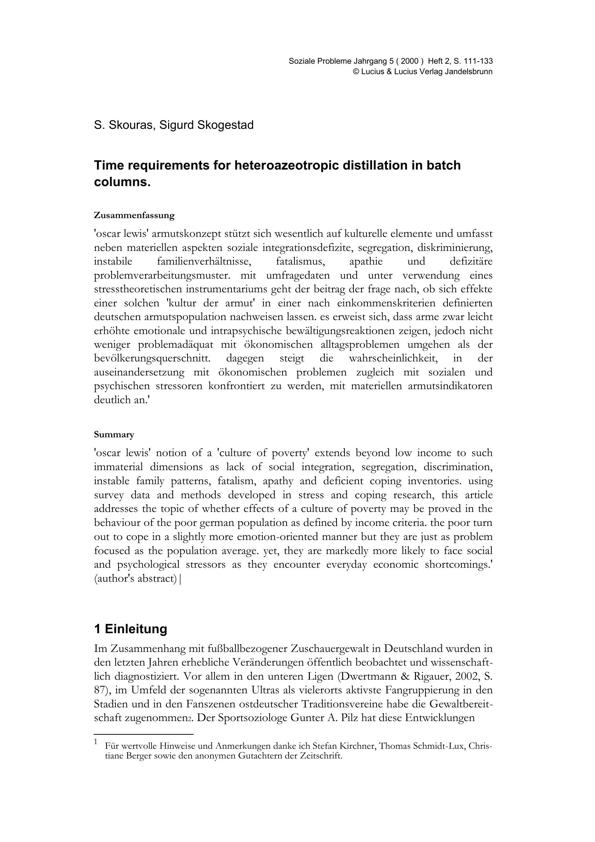 Soziale Probleme Jahrgang 5 ( 2000 ) Heft 2, S. 111-133
© Lucius & Lucius Verlag Jandelsbrunn
S. Skouras, Sigurd Skogestad
Time requirements for heteroazeotropic distillation in batch
columns.
Zusammenfassung
'oscar lewis' armutskonzept stützt sich wesentlich auf kulturelle elemente und umfasst
neben materiellen aspekten soziale integrationsdefizite, segregation, diskriminierung,
instabile familienverhältnisse, fatalismus, apathie und defizitäre
problemverarbeitungsmuster. mit umfragedaten und unter verwendung eines
stresstheoretischen instrumentariums geht der beitrag der frage nach, ob sich effekte
einer solchen 'kultur der armut' in einer nach einkommenskriterien definierten
deutschen armutspopulation nachweisen lassen. es erweist sich, dass arme zwar leicht
erhöhte emotionale und intrapsychische bewältigungsreaktionen zeigen, jedoch nicht
weniger problemadäquat mit ökonomischen alltagsproblemen umgehen als der
bevölkerungsquerschnitt. dagegen steigt die wahrscheinlichkeit, in der
auseinandersetzung mit ökonomischen problemen zugleich mit sozialen und
psychischen stressoren konfrontiert zu werden, mit materiellen armutsindikatoren
deutlich an.'
Summary
'oscar lewis' notion of a 'culture of poverty' extends beyond low income to such
immaterial dimensions as lack of social integration, segregation, discrimination,
instable family patterns, fatalism, apathy and deficient coping inventories. using
survey data and methods developed in stress and coping research, this article
addresses the topic of whether effects of a culture of poverty may be proved in the
behaviour of the poor german population as defined by income criteria. the poor turn
out to cope in a slightly more emotion-oriented manner but they are just as problem
focused as the population average. yet, they are markedly more likely to face social
and psychological stressors as they encounter everyday economic shortcomings.'
(author's abstract)|
1 Einleitung
Im Zusammenhang mit fußballbezogener Zuschauergewalt in Deutschland wurden in
den letzten Jahren erhebliche Veränderungen öffentlich beobachtet und wissenschaft-
lich diagnostiziert. Vor allem in den unteren Ligen (Dwertmann & Rigauer, 2002, S.
87), im Umfeld der sogenannten Ultras als vielerorts aktivste Fangruppierung in den
Stadien und in den Fanszenen ostdeutscher Traditionsvereine habe die Gewaltbereit-
schaft zugenommen2. Der Sportsoziologe Gunter A. Pilz hat diese Entwicklungen
1 Für wertvolle Hinweise und Anmerkungen danke ich Stefan Kirchner, Thomas Schmidt-Lux, Chris-
tiane Berger sowie den anonymen Gutachtern der Zeitschrift.